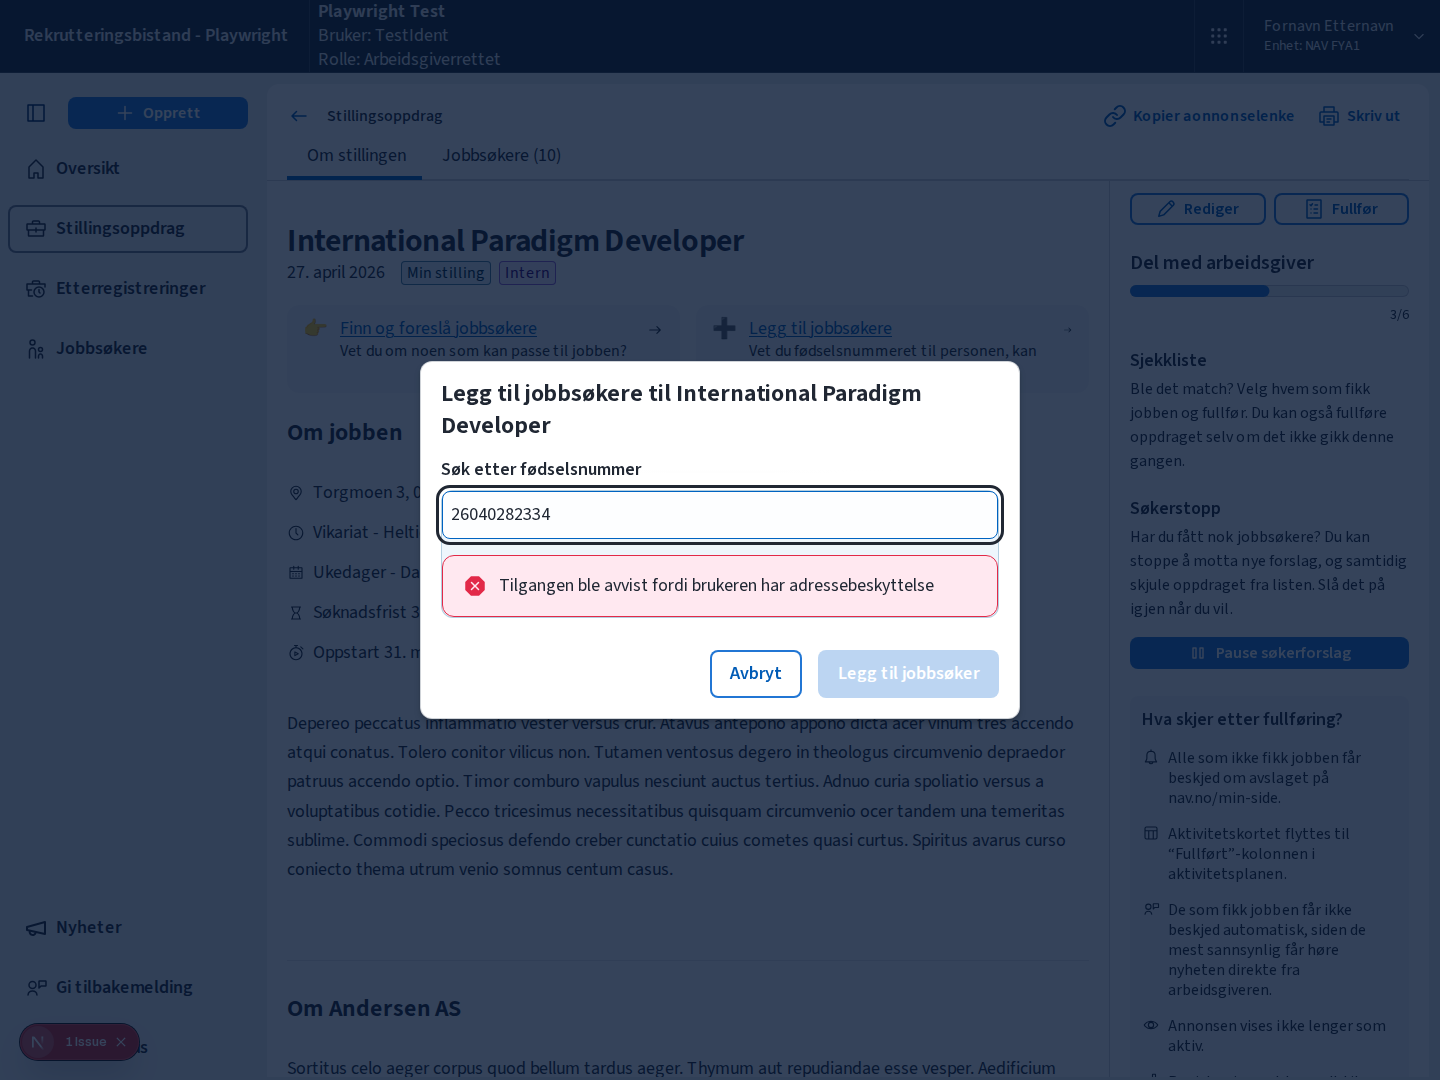 Rekrutteringsbistand - Playwright
Playwright Test
Bruker: TestIdent
Rolle: Arbeidsgiverrettet
Fornavn Etternavn
Enhet: NAV FYA1
Opprett
Oversikt
Stillingsoppdrag
Etterregistreringer
Jobbsøkere
Nyheter
Gi tilbakemelding
1 Issue
Stillingsoppdrag
Kopier aonnonselenke
Skriv ut
Om stillingen
Jobbsøkere (10)
International Paradigm Developer
27. april 2026
Min stilling
Intern
Finn og foreslå jobbsøkere
Vet du om noen som kan passe til jobben?
Legg til jobbsøkere
Vet du fødselsnummeret til personen, kan
Om jobben
Torgmoen 3,
Vikariat -
Ukedager -
Søknadsfrist
Oppstart 31.
Legg til jobbsøkere til International Paradigm
Developer
Søk etter fødselsnummer
26040282334
Tilgangen ble avvist fordi brukeren har adressebeskyttelse
Avbryt
Legg til jobbsøker
Depereo peccatus inflammatio vester versus crur. Atavus antepono appono dicta acer vinum tres accendo
atqui conatus. Tolero conitor vilicus non. Tutamen ventosus degero in theologus circumvenio depraedor
patruus accendo optio. Timor comburo vapulus nesciunt auctus tertius. Adnuo curia spoliatio versus a
voluptatibus cotidie. Pecco tricesimus necessitatibus quisquam circumvenio ocer tandem una temeritas
sublime. Commodi speciosus defendo creber cunctatio cuius cometes quasi curtus. Spiritus avarus curso
coniecto thema utrum venio somnus centum casus.
Om Andersen AS
Sortitus celo aeger corpus quod bellum tardus aeger. Thymum aut repudiandae esse vesper. Aedificium
Rediger
Fullfør
Del med arbeidsgiver
3/6
Sjekkliste
Ble det match? Velg hvem som fikk
jobben og fullfør. Du kan også fullføre
oppdraget selv om det ikke gikk denne
gangen.
Søkerstopp
Har du fått nok jobbsøkere? Du kan
stoppe å motta nye forslag, og samtidig
skjule oppdraget fra listen. Slå det på
igjen når du vil.
Pause søkerforslag
Hva skjer etter fullføring?
Alle som ikke fikk jobben får
beskjed om avslaget på
nav.no/min-side.
Aktivitetskortet flyttes til
“Fullført”-kolonnen i
aktivitetsplanen.
De som fikk jobben får ikke
beskjed automatisk, siden de
mest sannsynlig får høre
nyheten direkte fra
arbeidsgiveren.
Annonsen vises ikke lenger som
aktiv.